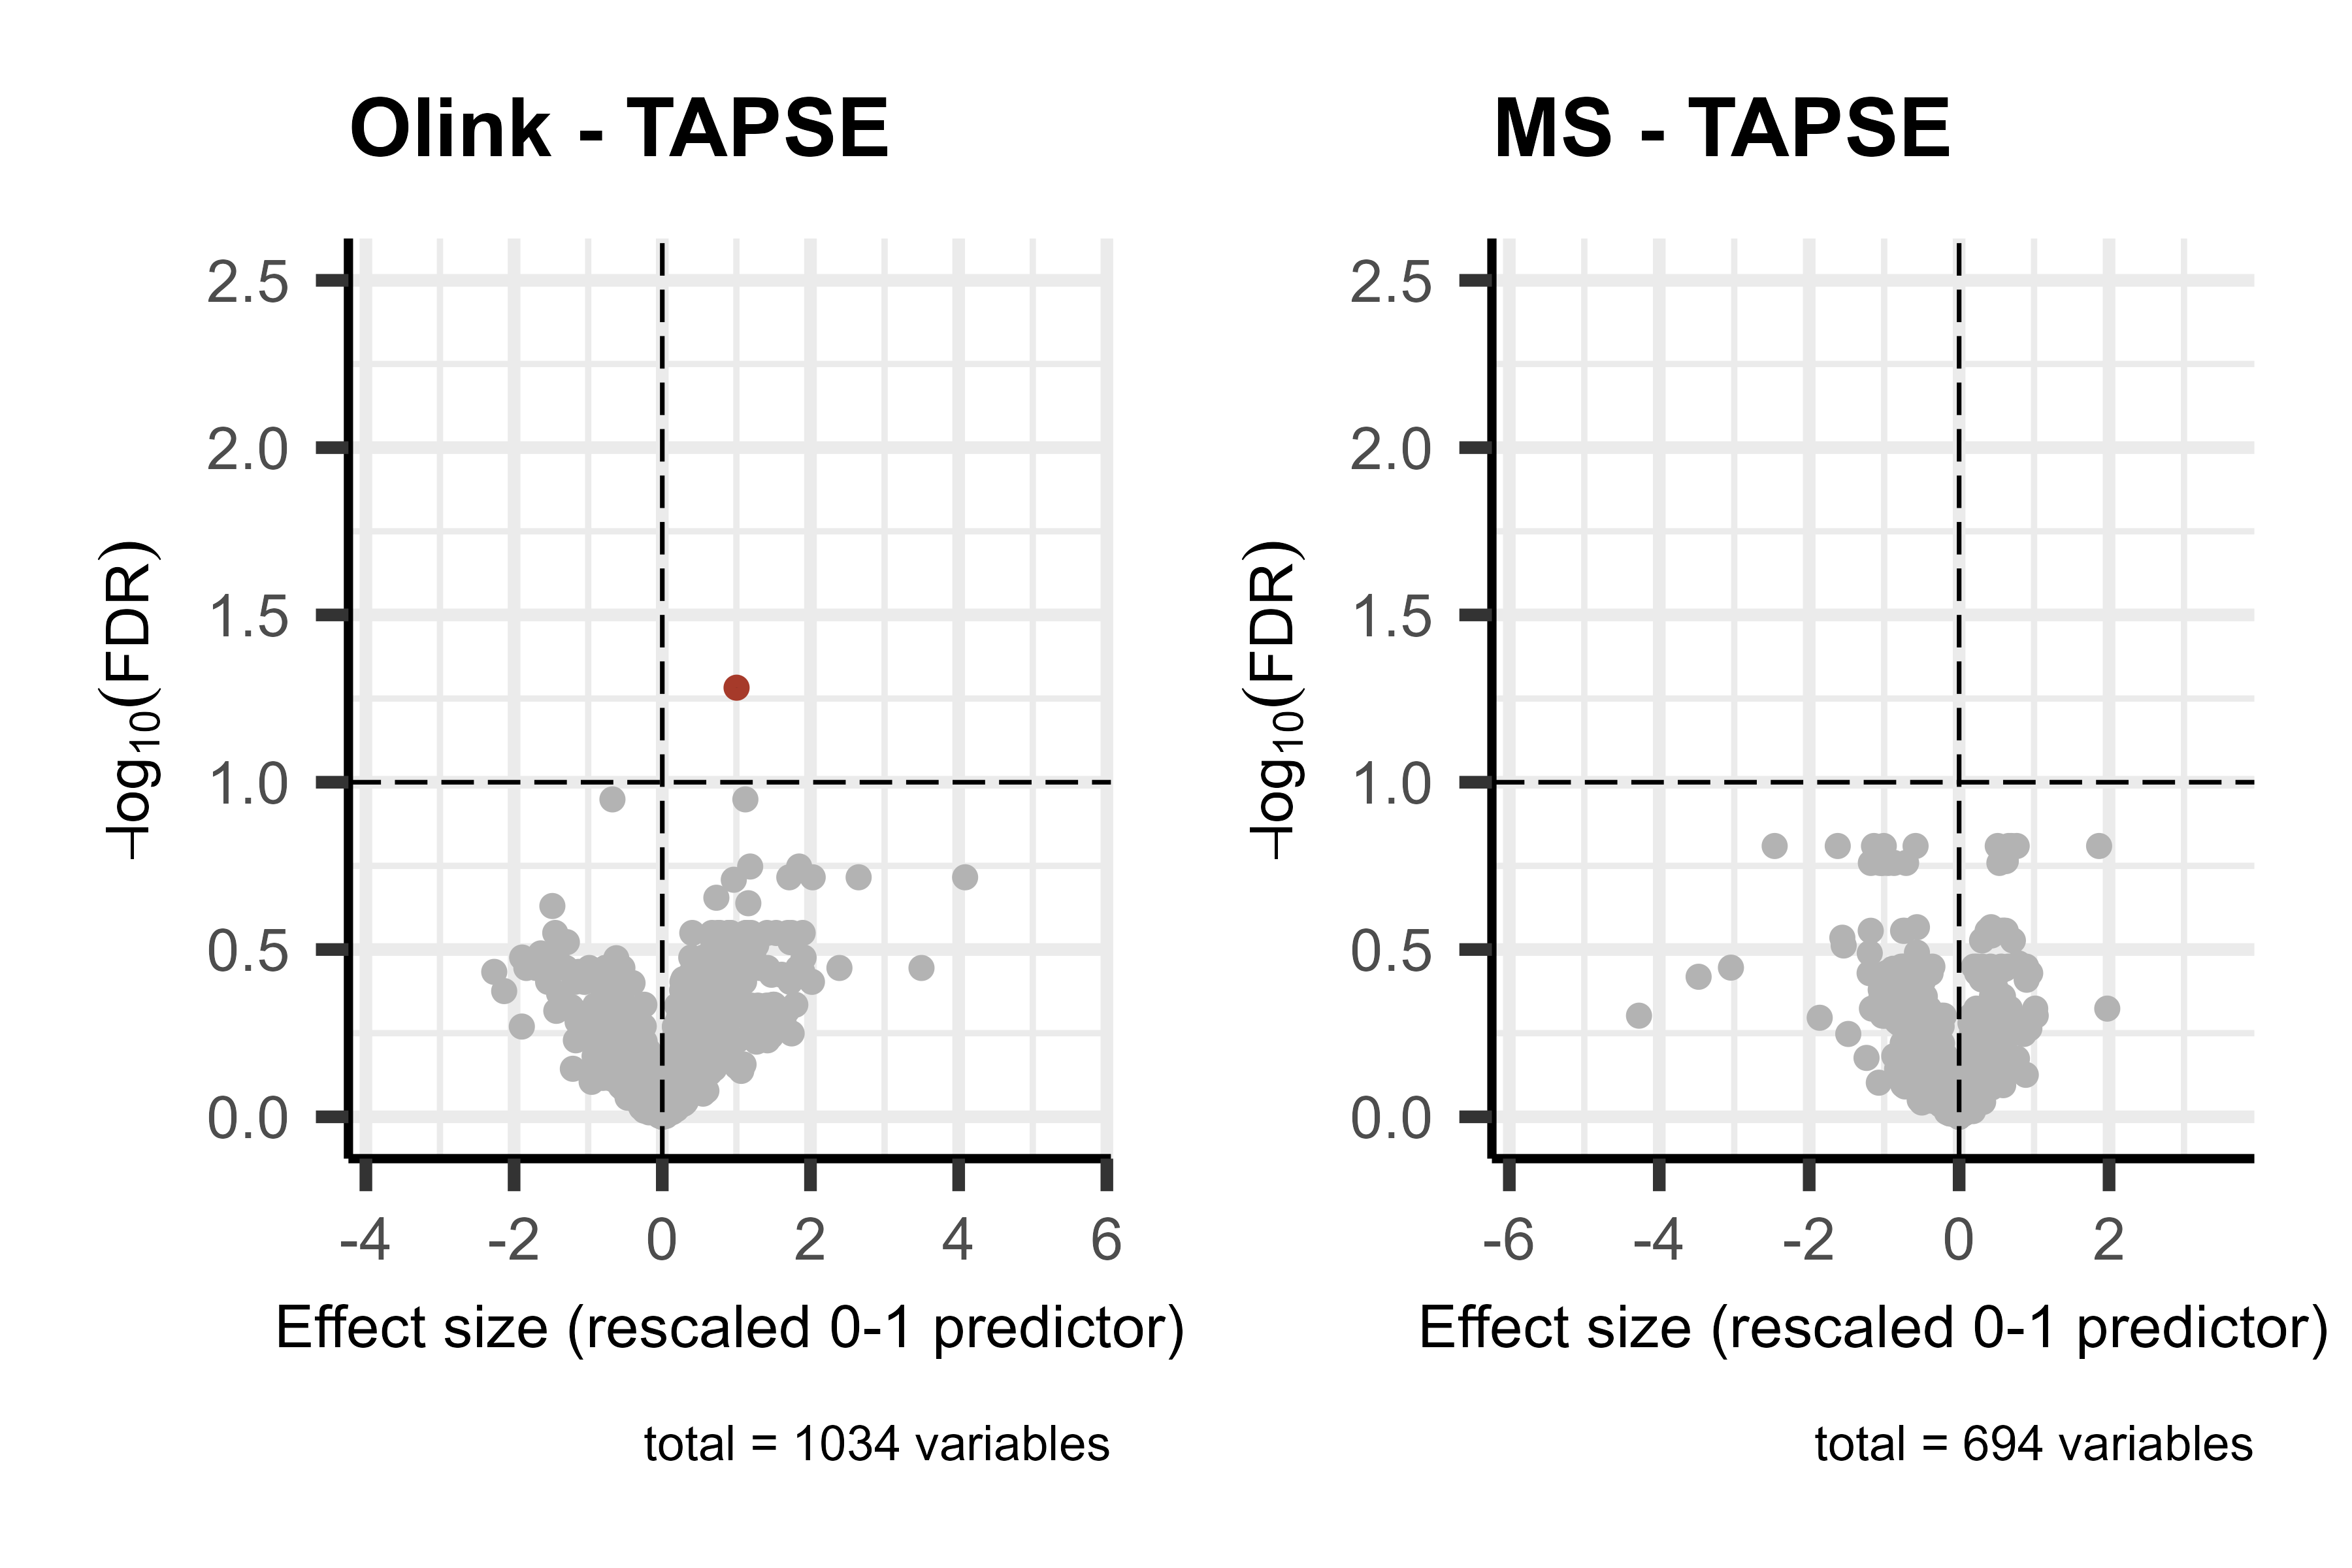 Olink - TAPSE
2.5
2.0
1.5
1.0
0.5
0.0
–log10(FDR)
-4 -2 0 2 4 6
Effect size (rescaled 0-1 predictor)
total = 1034 variables
MS - TAPSE
2.5
2.0
1.5
1.0
0.5
0.0
–log10(FDR)
-6 -4 -2 0 2
Effect size (rescaled 0-1 predictor)
total = 694 variables